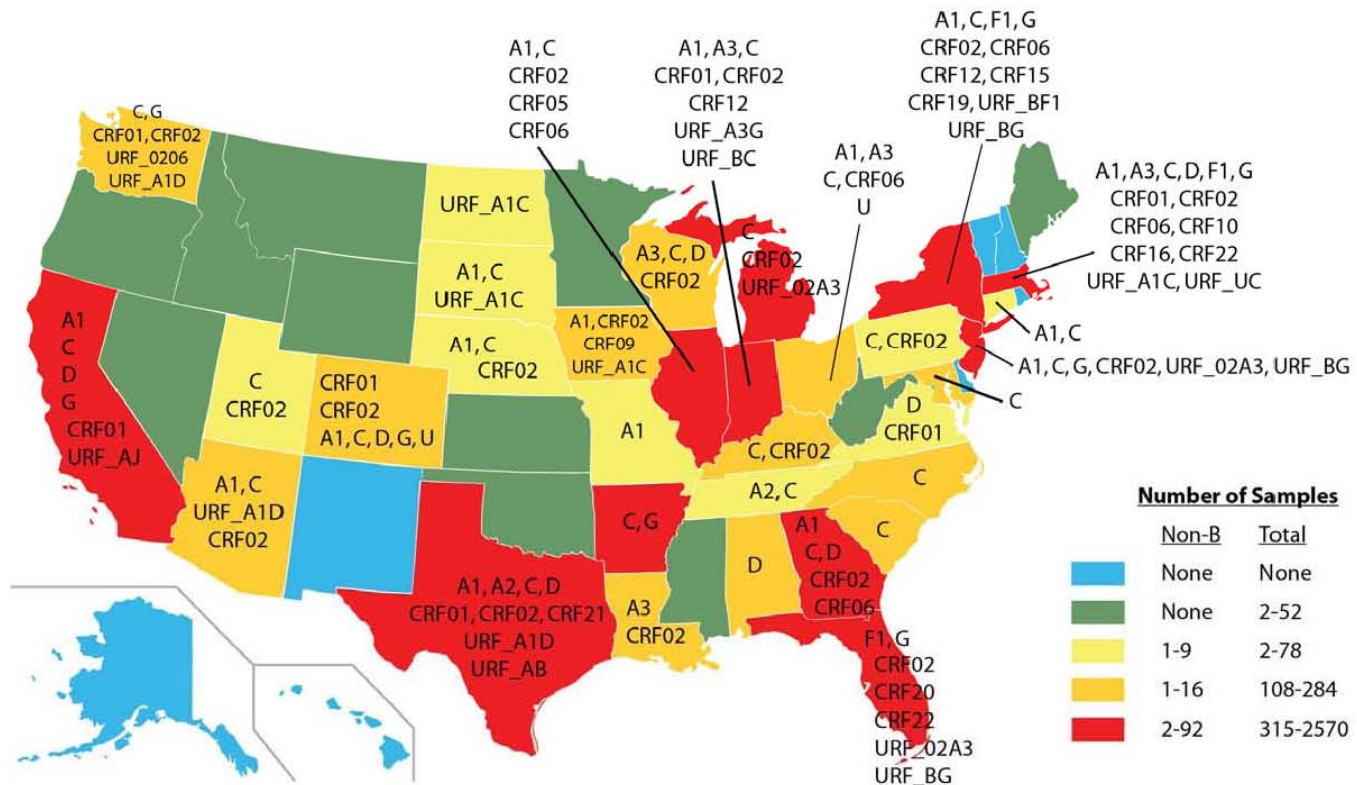 A1, C
CRF02
CRF05
CRF06
A1, A3, C
CRF01, CRF02
CRF12
URF_A3G
URF_BC
A1, C, F1, G
CRF02, CRF06
CRF12, CRF15
CRF19, URF_BF1
URF_BG
A1, A3
C, CRF06
U
A1, A3, C, D, F1, G
CRF01, CRF02
CRF06, CRF10
CRF16, CRF22
URF_A1C, URF_UC
C, G
CRF01, CRF02
URF_0206
URF_A1D
URF_A1C
A1, C
URF_A1C
A1, C
CRF02
A3, C, D
CRF02
C
CRF02
URF_02A3
A1, CRF02
CRF09
URF_A1C
A1
C
D
G
CRF01
URF_AJ
C
CRF02
CRF01
CRF02
A1, C, D, G, U
A1
C, CRF02
A1, C
A1, C, G, CRF02, URF_02A3, URF_BG
C
D
CRF01
C, CRF02
A2, C
C
C
A1, C
URF_A1D
CRF02
A1, A2, C, D
CRF01, CRF02, CRF21
URF_A1D
URF_AB
C, G
A3
CRF02
D
A1
C, D
CRF02
CRF06
F1, G
CRF02
CRF20
CRF22
URF_02A3
URF_BG
Number of Samples
Non-B Total
None None
None 2-52
1-9 2-78
1-16 108-284
2-92 315-2570